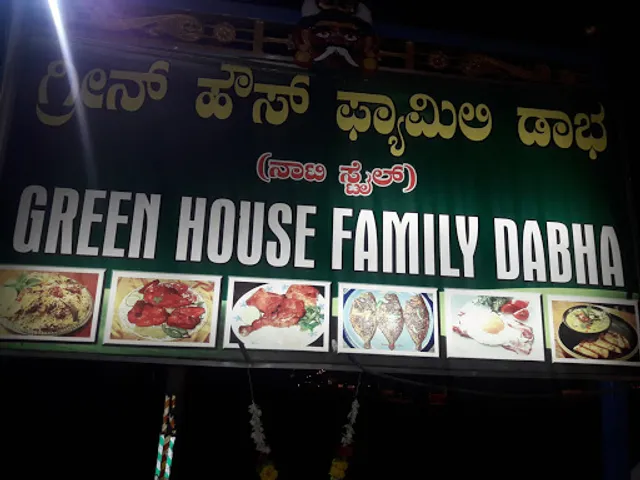 ಗ್ರೀನ್ ಹೌಸ್ ಫ್ಯಾಮಿಲಿ ಡಾಭ
(ನಾಟಿ ಸ್ಟೈಲ್)
GREEN HOUSE FAMILY DABHA